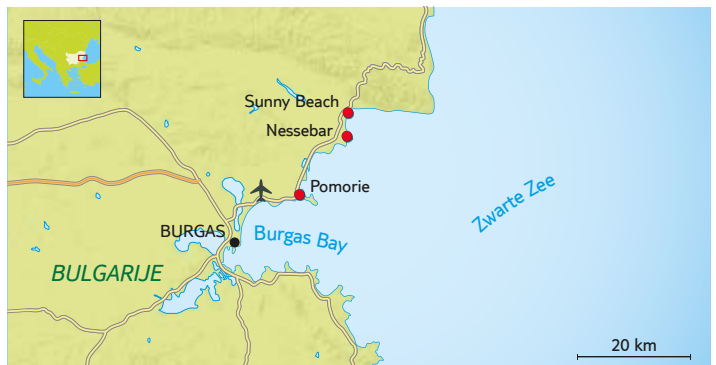 Sunny Beach
Nessebar
Pomorie
Zwarte Zee
BURGAS
Burgas Bay
BULGARIJE
20 km